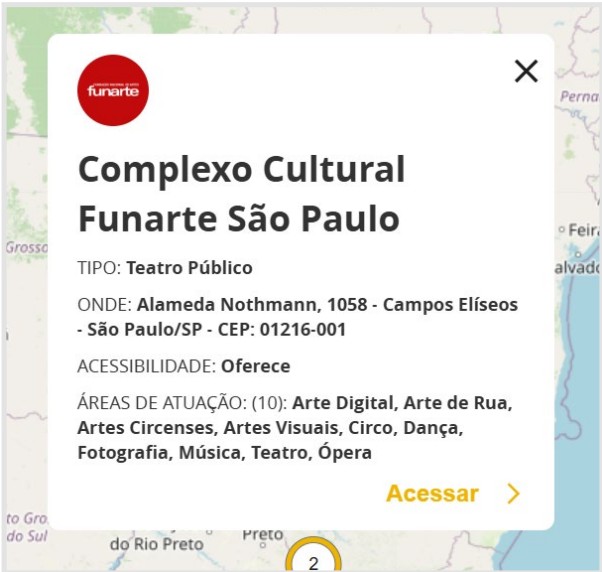 funarte
Perna
Complexo Cultural
Funarte São Paulo
Feir
Grosso
TIPO: Teatro Público
alvado
ONDE: Alameda Nothmann, 1058 - Campos Elíseos
- São Paulo/SP - CEP: 01216-001
ACESSIBILIDADE: Oferece
ÁREAS DE ATUAÇÃO: (10): Arte Digital, Arte de Rua,
Artes Circenses, Artes Visuais, Circo, Dança,
Fotografia, Música, Teatro, Ópera
Acessar
to Gro
do Sul
do Rio Preto
Preto
2